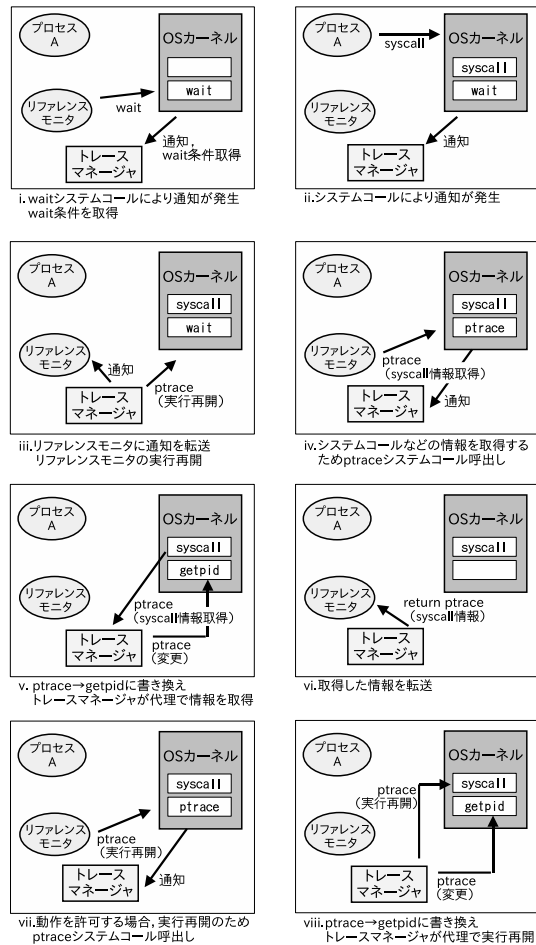 プロセス
A
syscall
OSカーネル
wait
リファレンス
モニタ
wait
通知,
wait条件取得
トレース
マネージャ
i.waitシステムコールにより通知が発生
wait条件を取得
プロセス
A
syscall
OSカーネル
syscall
wait
リファレンス
モニタ
通知
トレース
マネージャ
ii.システムコールにより通知が発生
プロセス
A
OSカーネル
syscall
wait
リファレンス
モニタ
通知
ptrace
(実行再開)
トレース
マネージャ
iii.リファレンスモニタに通知を転送
リファレンスモニタの実行再開
プロセス
A
OSカーネル
syscall
ptrace
リファレンス
モニタ
ptrace
(syscall情報取得)
通知
トレース
マネージャ
iv.システムコールなどの情報を取得する
ためptraceシステムコール呼出し
プロセス
A
OSカーネル
syscall
getpid
リファレンス
モニタ
ptrace
(syscall情報取得)
ptrace
(変更)
トレース
マネージャ
v. ptrace→getpidに書き換え
トレースマネージャが代理で情報を取得
プロセス
A
OSカーネル
syscall
リファレンス
モニタ
return ptrace
(syscall情報)
トレース
マネージャ
vi.取得した情報を転送
プロセス
A
OSカーネル
syscall
ptrace
リファレンス
モニタ
ptrace
(実行再開)
通知
トレース
マネージャ
vii.動作を許可する場合,実行再開のため
ptraceシステムコール呼出し
プロセス
A
OSカーネル
ptrace
(実行再開)
syscall
getpid
リファレンス
モニタ
トレース
マネージャ
ptrace
(変更)
viii.ptrace→getpidに書き換え
トレースマネージャが代理で実行再開